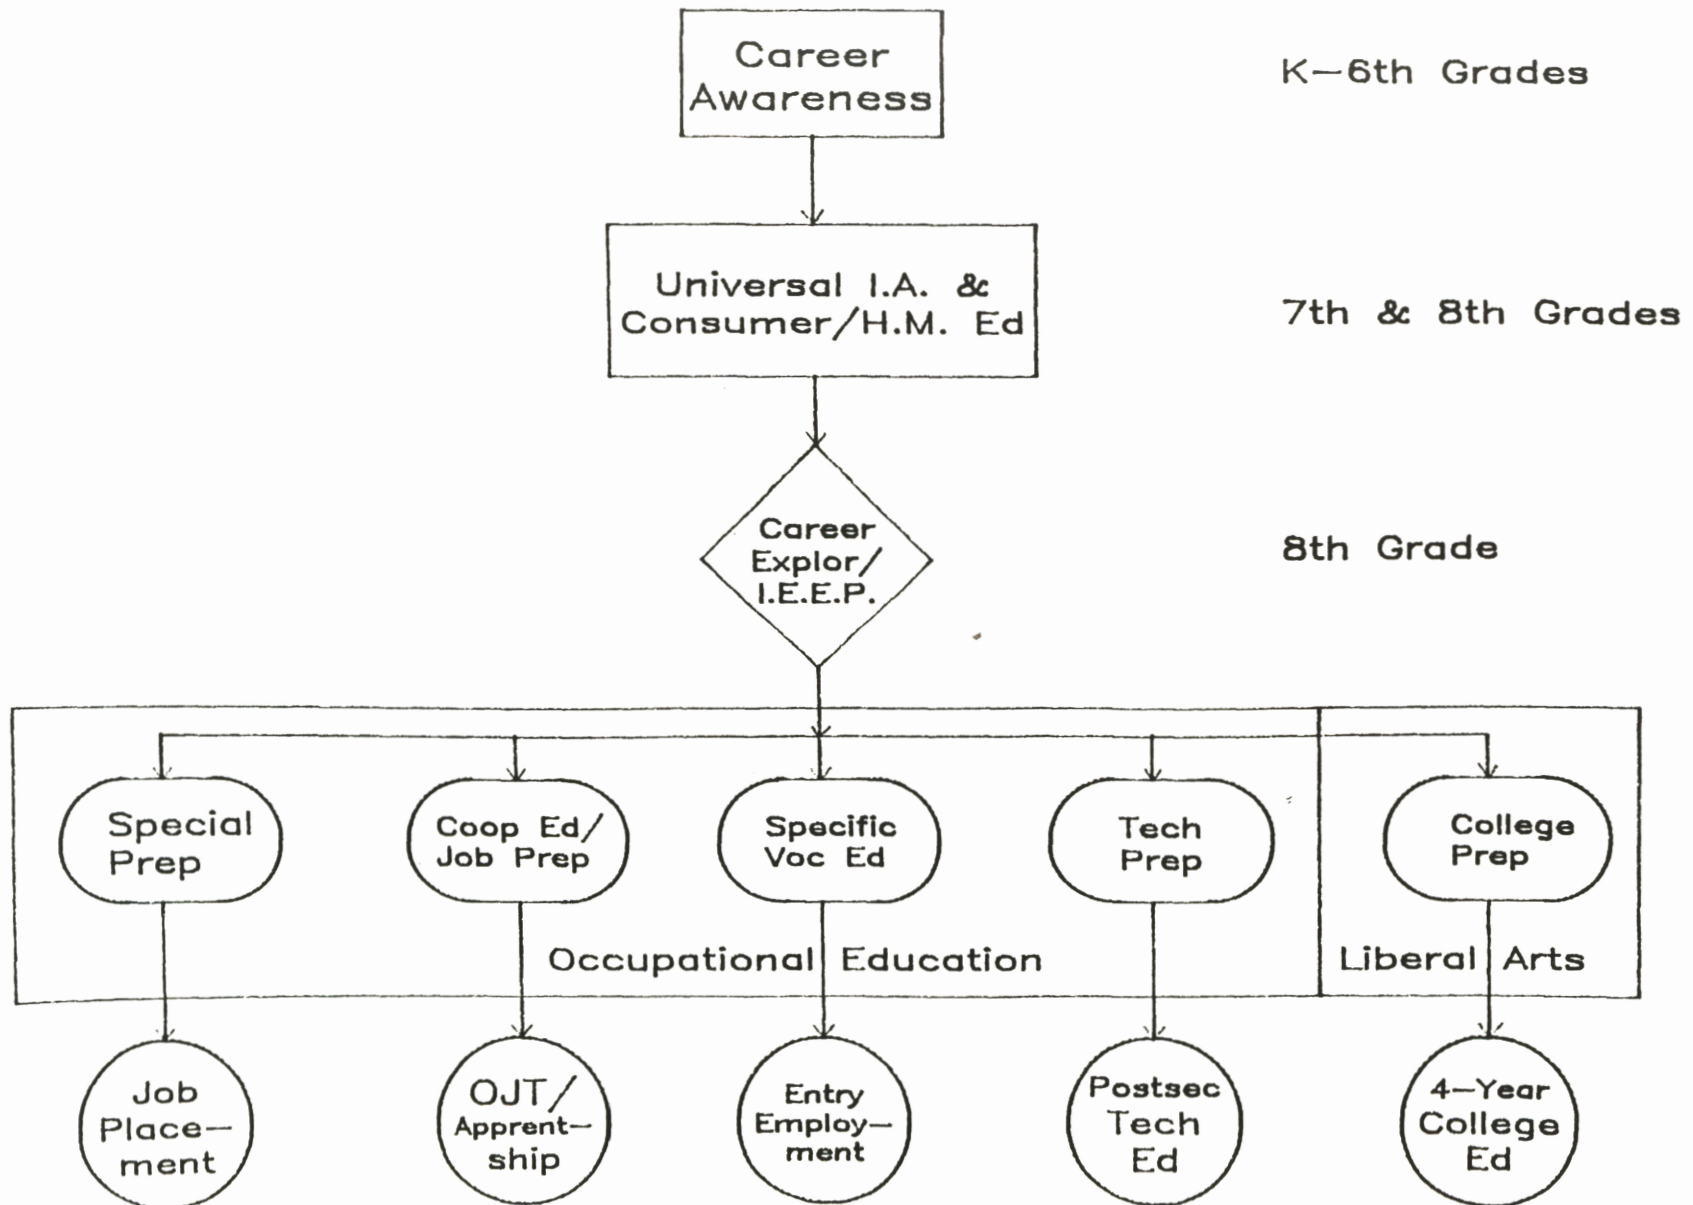 Career
Awareness
K—6th Grades
Universal I.A. &
Consumer/H.M. Ed
7th & 8th Grades
Career
Explor/
I.E.E.P.
8th Grade
Special
Prep
Coop Ed/
Job Prep
Specific
Voc Ed
Tech
Prep
College
Prep
Occupational Education
Liberal Arts
Job
Place—
ment
OJT/
Apprent—
ship
Entry
Employ—
ment
Postsec
Tech
Ed
4—Year
College
Ed